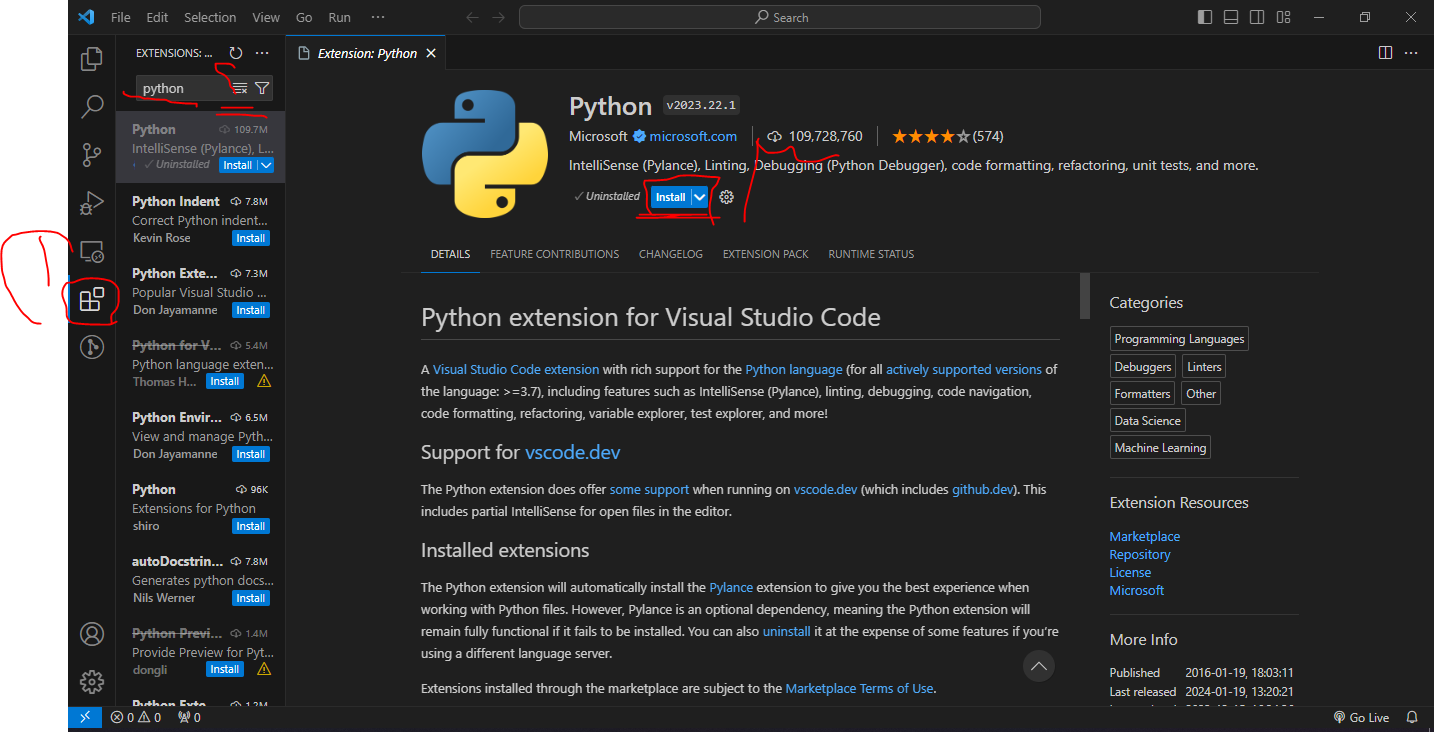 File Edit Selection View Go Run ··· Search
EXTENSIONS: ...
Extension: Python
python
Python 109.7M
IntelliSense (Pylance), L...
Uninstalled Install
Python Indent 7.8M
Correct Python indent...
Kevin Rose Install
Python Exte... 7.3M
Popular Visual Studio ...
Don Jayamanne Install
Python for V... 5.4M
Python language exten...
Thomas H... Install
Python Envir... 6.5M
View and manage Pyth...
Don Jayamanne Install
Python 96K
Extensions for Python
shiro Install
autoDocstrin... 7.8M
Generates python docs...
Nils Werner Install
Python Previ... 1.4M
Provide Preview for Pyt...
dongli Install
Python Exte... 1.2M
Python v2023.22.1
Microsoft microsoft.com 109,728,760 (574)
IntelliSense (Pylance), Linting, Debugging (Python Debugger), code formatting, refactoring, unit tests, and more.
Uninstalled Install
DETAILS FEATURE CONTRIBUTIONS CHANGELOG EXTENSION PACK RUNTIME STATUS
Python extension for Visual Studio Code
A Visual Studio Code extension with rich support for the Python language (for all actively supported versions of
the language: >=3.7), including features such as IntelliSense (Pylance), linting, debugging, code navigation,
code formatting, refactoring, variable explorer, test explorer, and more!
Support for vscode.dev
The Python extension does offer some support when running on vscode.dev (which includes github.dev). This
includes partial IntelliSense for open files in the editor.
Installed extensions
The Python extension will automatically install the Pylance extension to give you the best experience when
working with Python files. However, Pylance is an optional dependency, meaning the Python extension will
remain fully functional if it fails to be installed. You can also uninstall it at the expense of some features if you're
using a different language server.
Extensions installed through the marketplace are subject to the Marketplace Terms of Use.
Categories
Programming Languages
Debuggers Linters
Formatters Other
Data Science
Machine Learning
Extension Resources
Marketplace
Repository
License
Microsoft
More Info
Published 2016-01-19, 18:03:11
Last released 2024-01-19, 13:20:21
0 0 0 Go Live